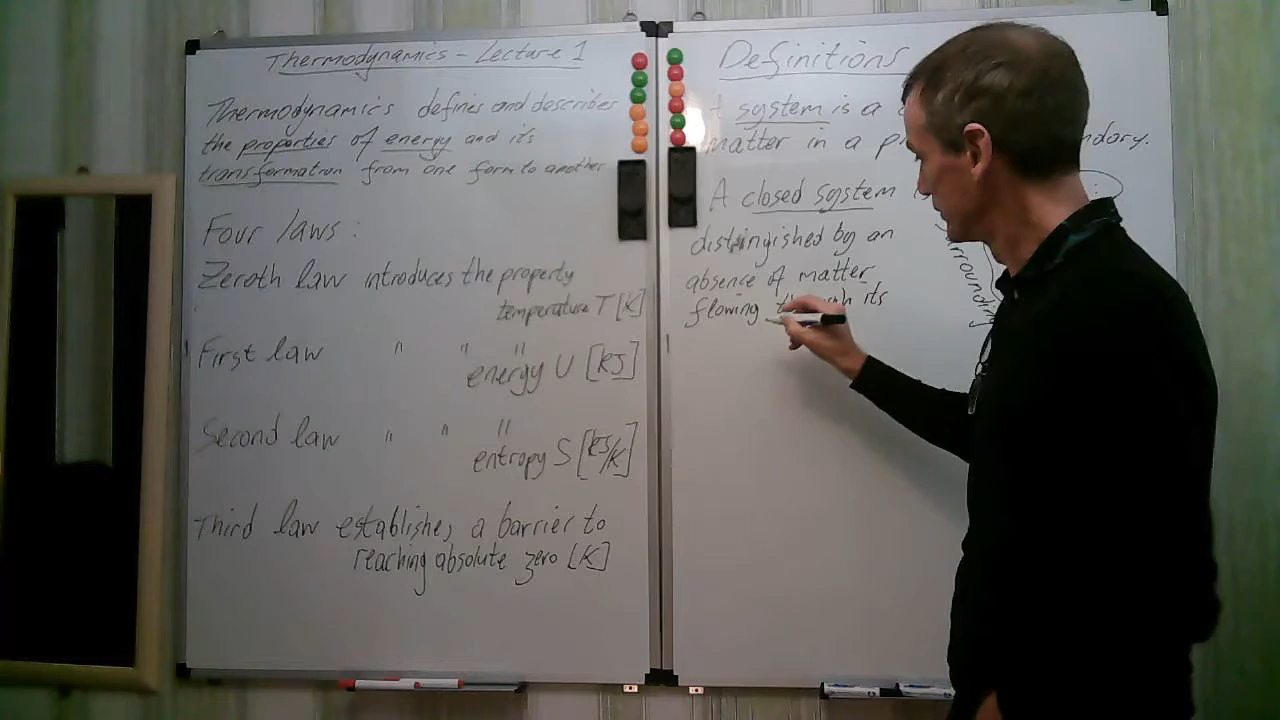 Thermodynamics - Lecture 1
Thermodynamics defines and describes
the properties of energy and its
transformation from one form to another
Four laws:
Zeroth law introduces the property
temperature T [K]
First law " " "
energy U [kJ]
Second law " " "
entropy S [kJ/K]
Third law establishes a barrier to
reaching absolute zero [K]
Definitions
A system is a
matter in a
A closed system
distinguished by an
absence of matter
flowing through its